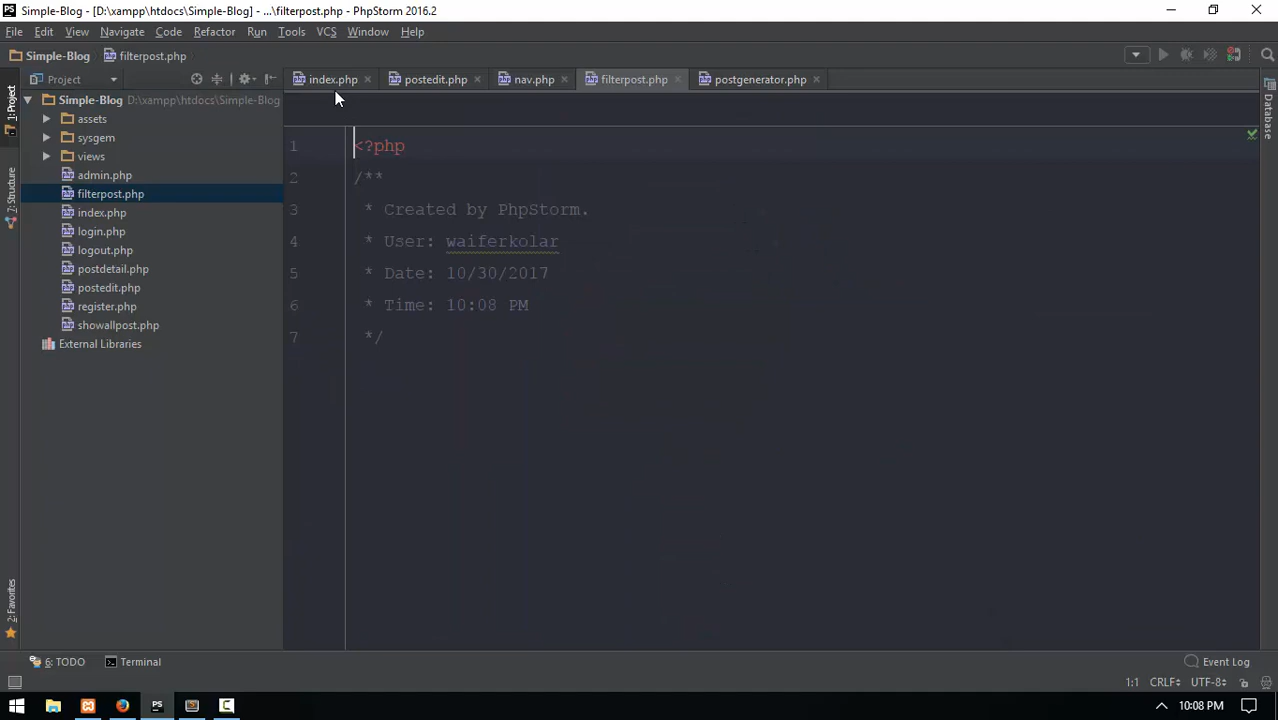 Simple-Blog - [D:\xampp\htdocs\Simple-Blog] - ...\filterpost.php - PhpStorm 2016.2
File Edit View Navigate Code Refactor Run Tools VCS Window Help
Simple-Blog filterpost.php
Project
index.php postedit.php nav.php filterpost.php postgenerator.php
1: Project
7: Structure
2: Favorites
Simple-Blog D:\xampp\htdocs\Simple-Blog
assets
sysgem
views
admin.php
filterpost.php
index.php
login.php
logout.php
postdetail.php
postedit.php
register.php
showallpost.php
External Libraries
1 <?php
2 /**
3 * Created by PhpStorm.
4 * User: waiferkolar
5 * Date: 10/30/2017
6 * Time: 10:08 PM
7 */
Database
6: TODO Terminal Event Log
1:1 CRLF UTF-8
PS 10:08 PM